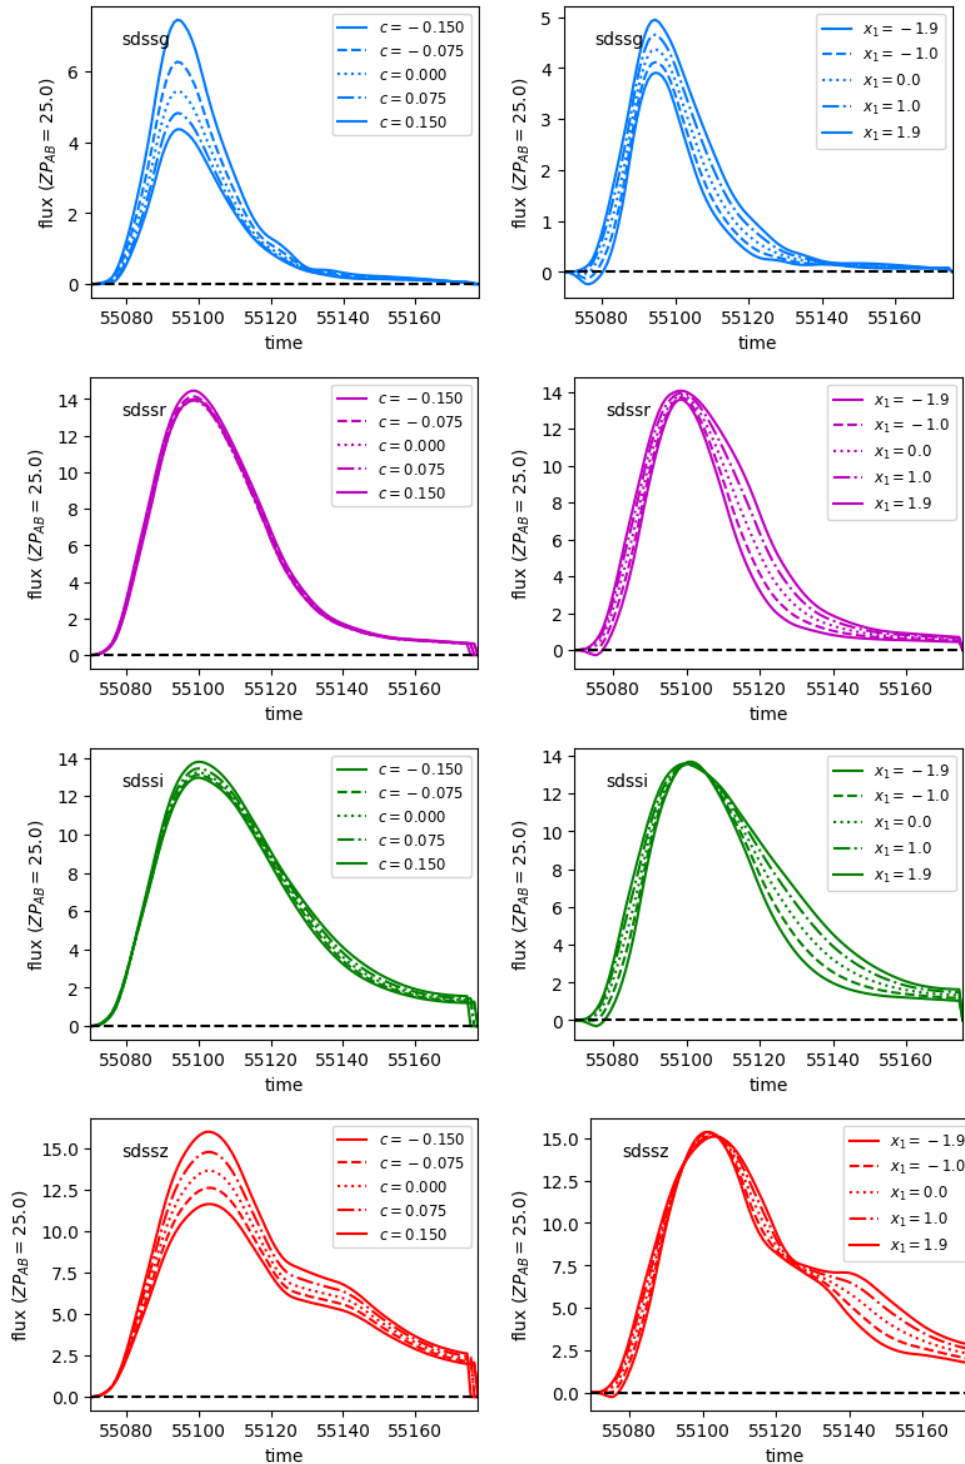 sdssg
c = −0.150
c = −0.075
c = 0.000
c = 0.075
c = 0.150
6
4
2
0
flux (ZP_AB = 25.0)
55080 55100 55120 55140 55160
time
sdssg
x₁ = −1.9
x₁ = −1.0
x₁ = 0.0
x₁ = 1.0
x₁ = 1.9
5
4
3
2
1
0
flux (ZP_AB = 25.0)
55080 55100 55120 55140 55160
time
sdssr
c = −0.150
c = −0.075
c = 0.000
c = 0.075
c = 0.150
14
12
10
8
6
4
2
0
flux (ZP_AB = 25.0)
55080 55100 55120 55140 55160
time
sdssr
x₁ = −1.9
x₁ = −1.0
x₁ = 0.0
x₁ = 1.0
x₁ = 1.9
14
12
10
8
6
4
2
0
flux (ZP_AB = 25.0)
55080 55100 55120 55140 55160
time
sdssi
c = −0.150
c = −0.075
c = 0.000
c = 0.075
c = 0.150
14
12
10
8
6
4
2
0
flux (ZP_AB = 25.0)
55080 55100 55120 55140 55160
time
sdssi
x₁ = −1.9
x₁ = −1.0
x₁ = 0.0
x₁ = 1.0
x₁ = 1.9
14
12
10
8
6
4
2
0
flux (ZP_AB = 25.0)
55080 55100 55120 55140 55160
time
sdssz
c = −0.150
c = −0.075
c = 0.000
c = 0.075
c = 0.150
15.0
12.5
10.0
7.5
5.0
2.5
0.0
flux (ZP_AB = 25.0)
55080 55100 55120 55140 55160
time
sdssz
x₁ = −1.9
x₁ = −1.0
x₁ = 0.0
x₁ = 1.0
x₁ = 1.9
15.0
12.5
10.0
7.5
5.0
2.5
0.0
flux (ZP_AB = 25.0)
55080 55100 55120 55140 55160
time